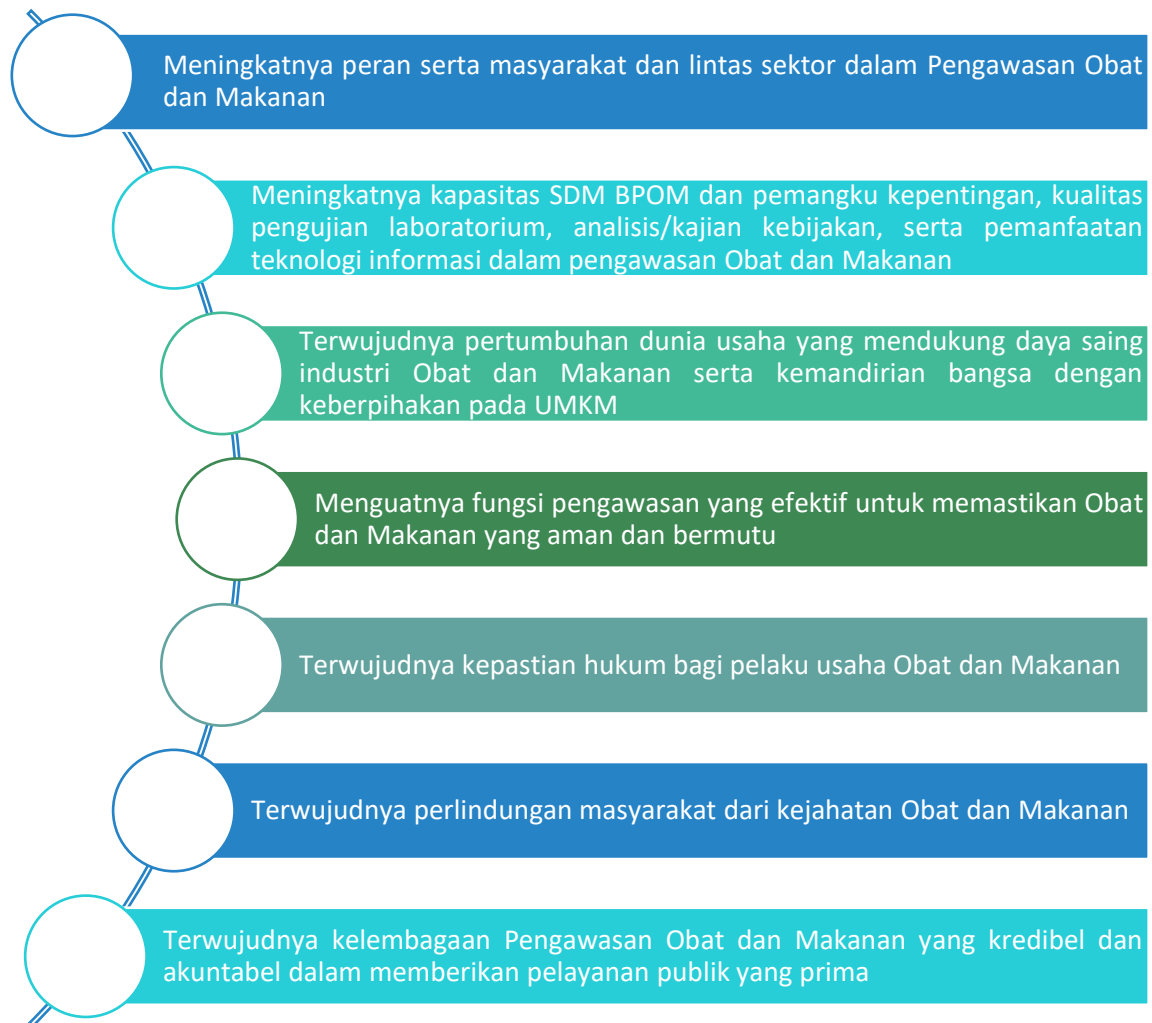 Meningkatnya peran serta masyarakat dan lintas sektor dalam Pengawasan Obat
dan Makanan
Meningkatnya kapasitas SDM BPOM dan pemangku kepentingan, kualitas
pengujian laboratorium, analisis/kajian kebijakan, serta pemanfaatan
teknologi informasi dalam pengawasan Obat dan Makanan
Terwujudnya pertumbuhan dunia usaha yang mendukung daya saing
industri Obat dan Makanan serta kemandirian bangsa dengan
keberpihakan pada UMKM
Menguatnya fungsi pengawasan yang efektif untuk memastikan Obat
dan Makanan yang aman dan bermutu
Terwujudnya kepastian hukum bagi pelaku usaha Obat dan Makanan
Terwujudnya perlindungan masyarakat dari kejahatan Obat dan Makanan
Terwujudnya kelembagaan Pengawasan Obat dan Makanan yang kredibel dan
akuntabel dalam memberikan pelayanan publik yang prima